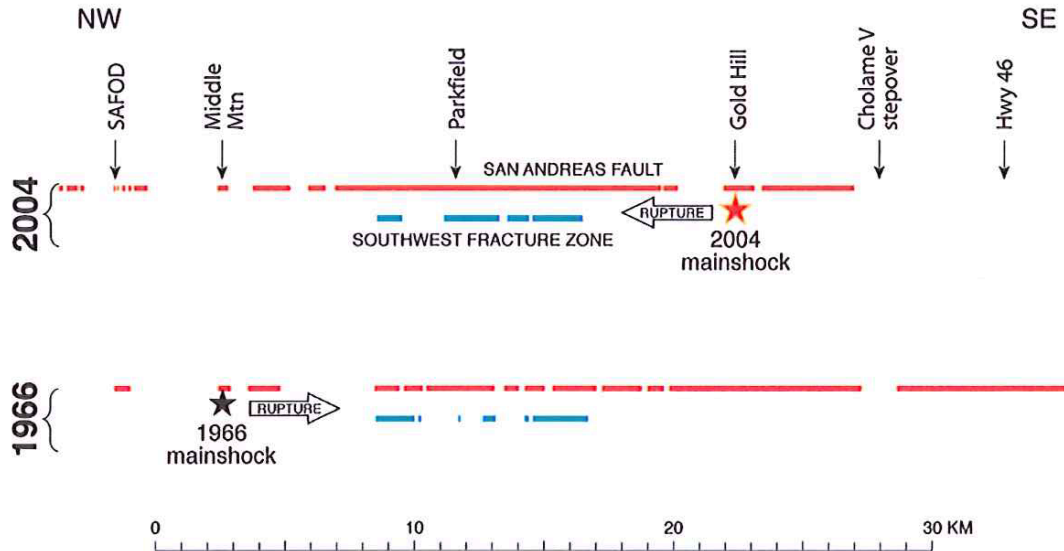 NW
SE
SAFOD
Middle
Mtn
Parkfield
Gold Hill
Cholame V
stepover
Hwy 46
2004
SAN ANDREAS FAULT
RUPTURE
SOUTHWEST FRACTURE ZONE
2004
mainshock
1966
RUPTURE
1966
mainshock
0
10
20
30 KM